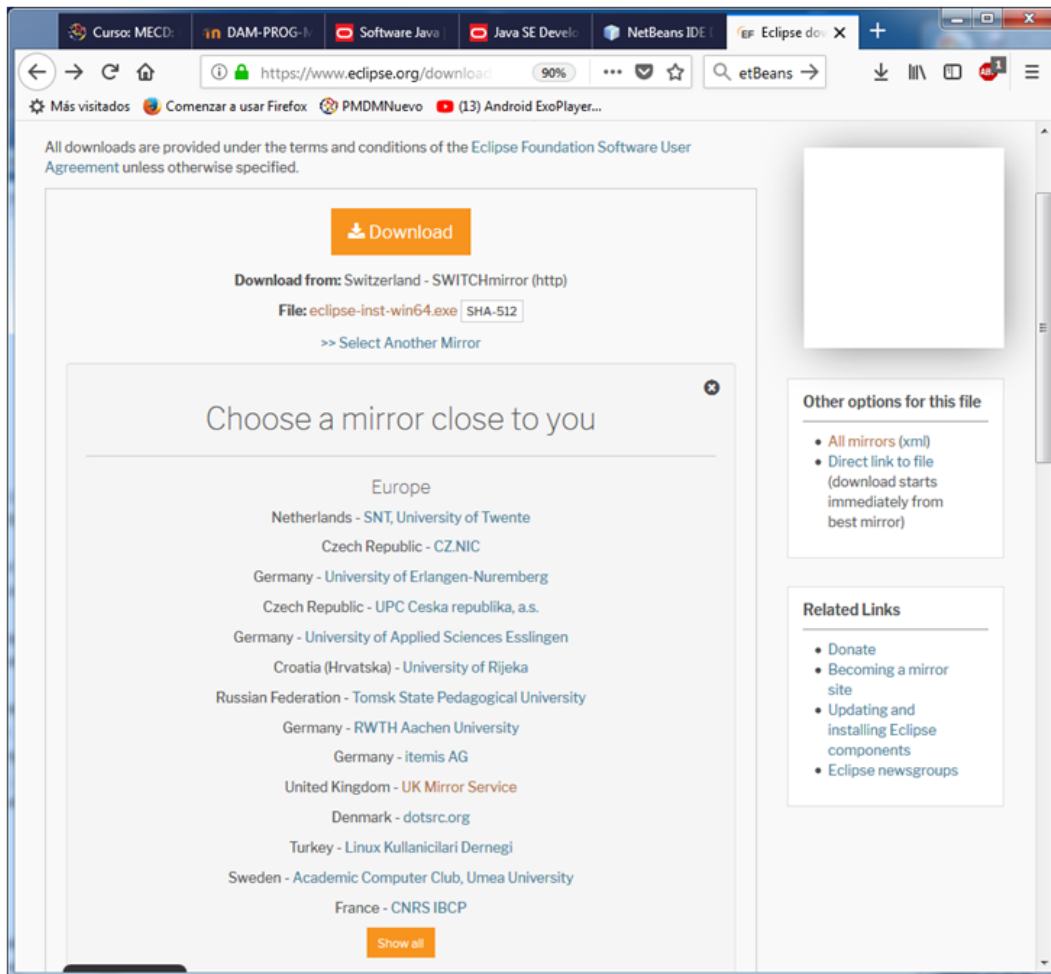 Curso: MECD:
DAM-PROG-M
Software Java
Java SE Develo
NetBeans IDE
Eclipse dow
https://www.eclipse.org/download
90%
etBeans
Más visitados
Comenzar a usar Firefox
PMDMNuevo
(13) Android ExoPlayer...
1
All downloads are provided under the terms and conditions of the Eclipse Foundation Software User
Agreement unless otherwise specified.
Download
Download from: Switzerland - SWITCHmirror (http)
File: eclipse-inst-win64.exe SHA-512
>> Select Another Mirror
Choose a mirror close to you
Europe
Netherlands - SNT, University of Twente
Czech Republic - CZ.NIC
Germany - University of Erlangen-Nuremberg
Czech Republic - UPC Ceska republika, a.s.
Germany - University of Applied Sciences Esslingen
Croatia (Hrvatska) - University of Rijeka
Russian Federation - Tomsk State Pedagogical University
Germany - RWTH Aachen University
Germany - itemis AG
United Kingdom - UK Mirror Service
Denmark - dotsrc.org
Turkey - Linux Kullanicilari Dernegi
Sweden - Academic Computer Club, Umea University
France - CNRS IBCP
Show all
Other options for this file
All mirrors (xml)
Direct link to file
(download starts
immediately from
best mirror)
Related Links
Donate
Becoming a mirror
site
Updating and
installing Eclipse
components
Eclipse newsgroups